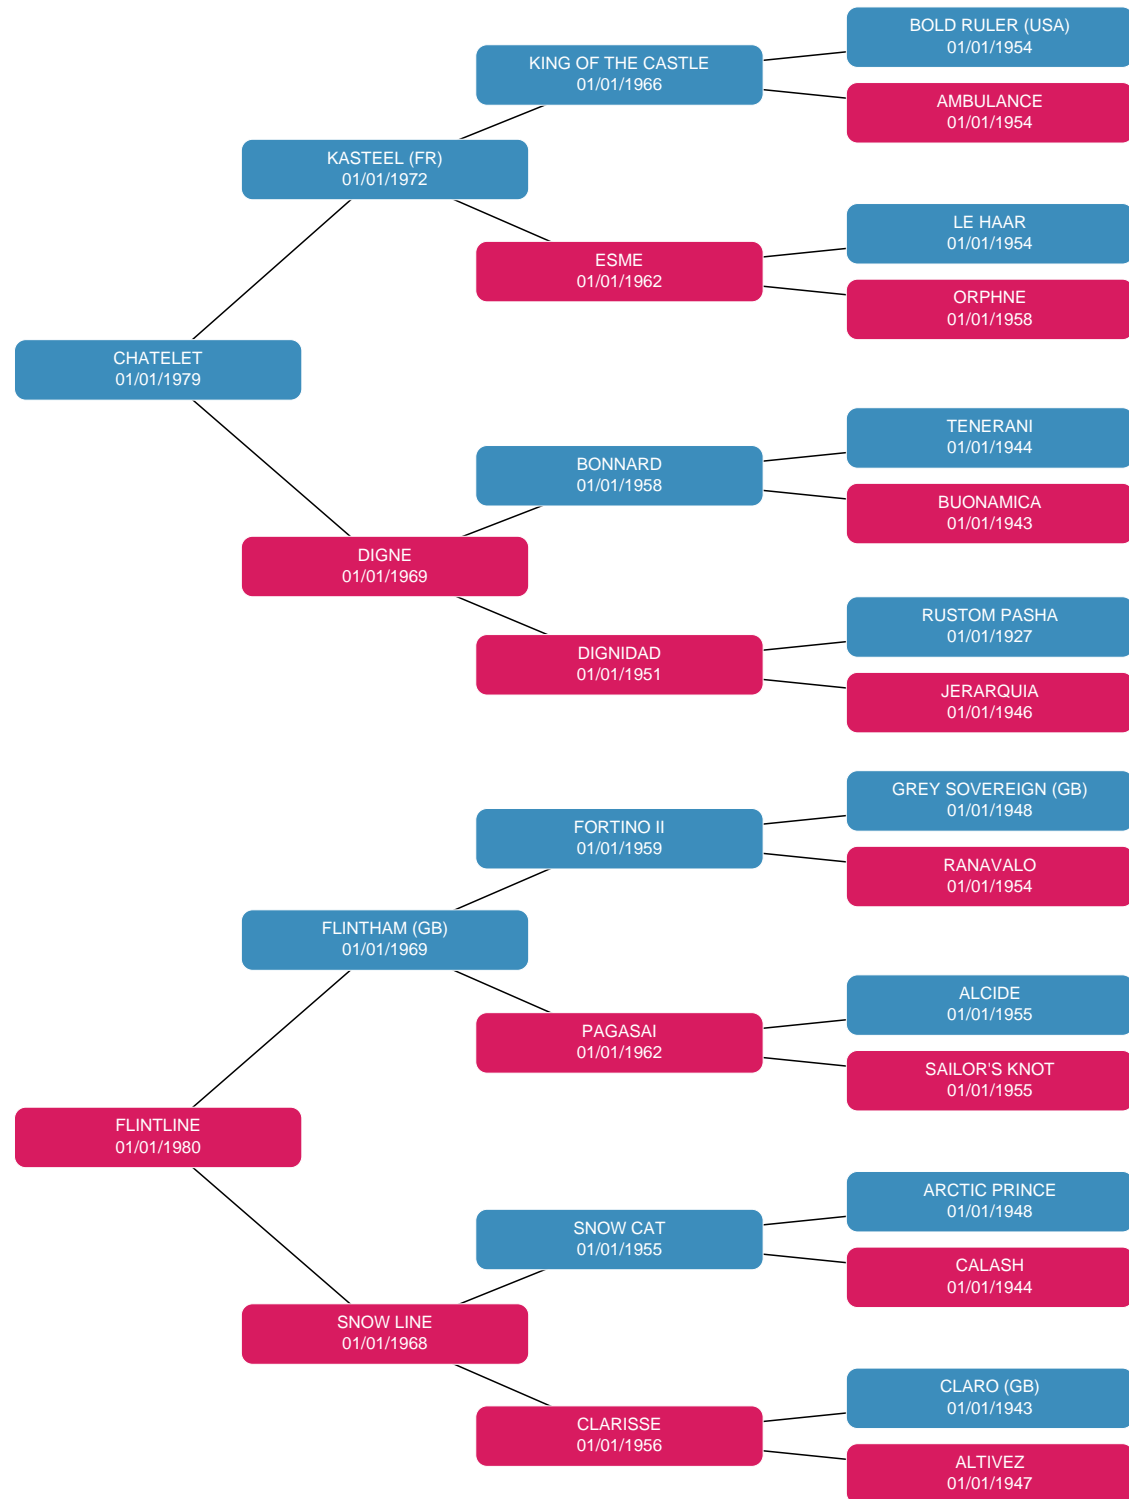 BOLD RULER (USA)
01/01/1954
KING OF THE CASTLE
01/01/1966
AMBULANCE
01/01/1954
KASTEEL (FR)
01/01/1972
LE HAAR
01/01/1954
ESME
01/01/1962
ORPHNE
01/01/1958
CHATELET
01/01/1979
TENERANI
01/01/1944
BONNARD
01/01/1958
BUONAMICA
01/01/1943
DIGNE
01/01/1969
RUSTOM PASHA
01/01/1927
DIGNIDAD
01/01/1951
JERARQUIA
01/01/1946
GREY SOVEREIGN (GB)
01/01/1948
FORTINO II
01/01/1959
RANAVALO
01/01/1954
FLINTHAM (GB)
01/01/1969
ALCIDE
01/01/1955
PAGASAI
01/01/1962
SAILOR'S KNOT
01/01/1955
FLINTLINE
01/01/1980
ARCTIC PRINCE
01/01/1948
SNOW CAT
01/01/1955
CALASH
01/01/1944
SNOW LINE
01/01/1968
CLARO (GB)
01/01/1943
CLARISSE
01/01/1956
ALTIVEZ
01/01/1947